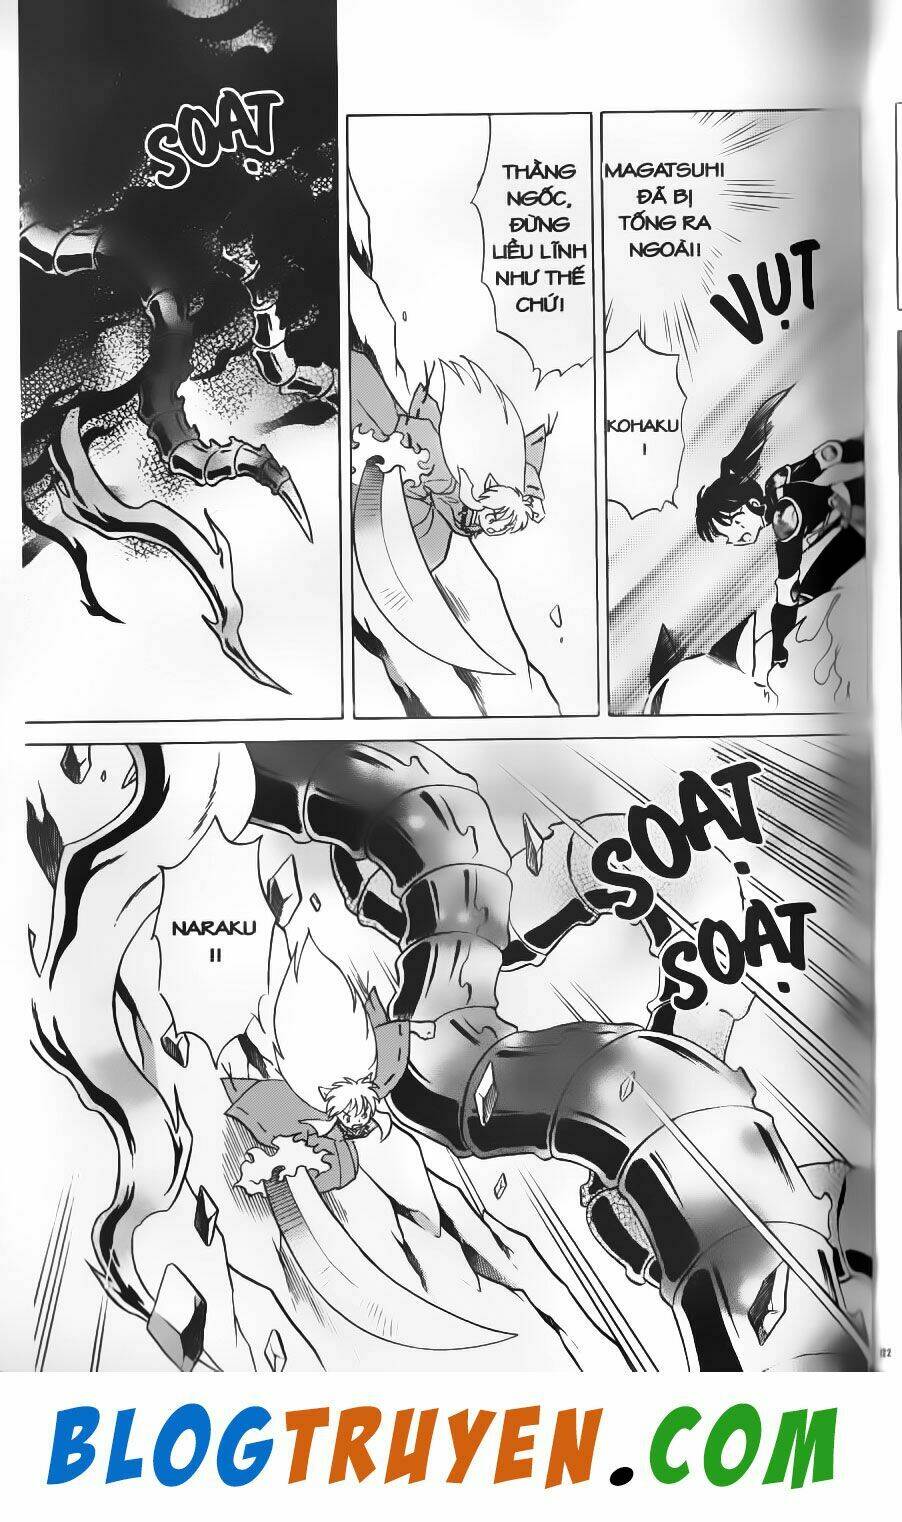 MAGATSUHI
ĐÃ BỊ
TỐNG RA
NGOÀI!!
VỤT
KOHAKU
!
THẰNG
NGỐC,
ĐỪNG
LIỀU LĨNH
NHƯ THẾ
CHỨ!
SOẠT
SOẠT
SOẠT
NARAKU
!!
BLOGTRUYEN.COM